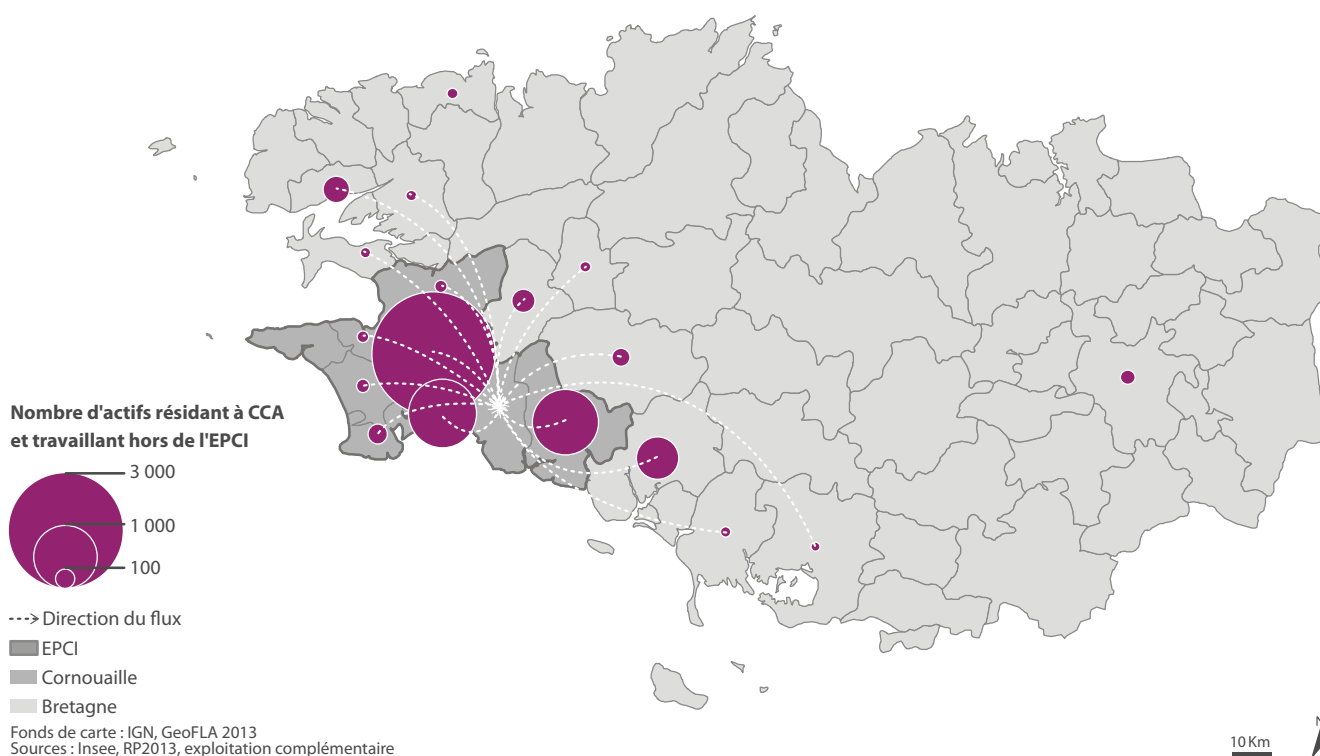 Nombre d'actifs résidant à CCA
et travaillant hors de l'EPCI
3 000
1 000
100
Direction du flux
EPCI
Cornouaille
Bretagne
Fonds de carte : IGN, GeoFLA 2013
Sources : Insee, RP2013, exploitation complémentaire
10 Km
N